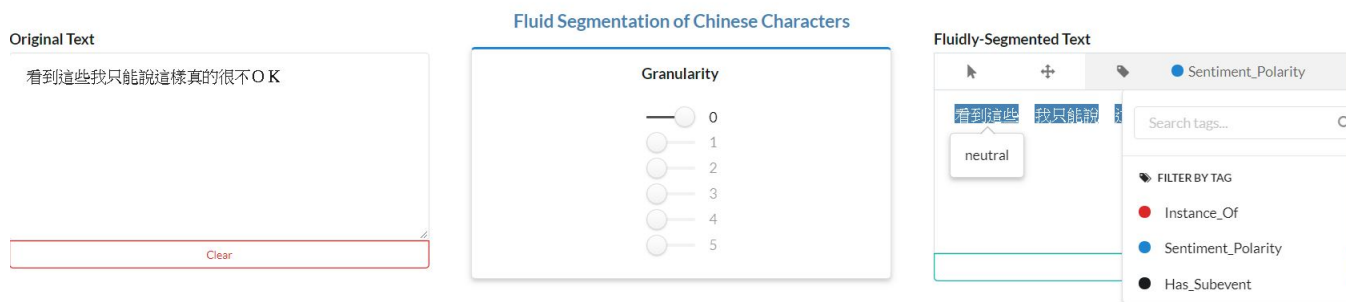 Fluid Segmentation of Chinese Characters
Original Text
看到這些我只能說這樣真的很不ＯＫ
Clear
Granularity
0
1
2
3
4
5
Fluidly-Segmented Text
Sentiment_Polarity
看到這些 我只能說
neutral
Search tags...
FILTER BY TAG
Instance_Of
Sentiment_Polarity
Has_Subevent